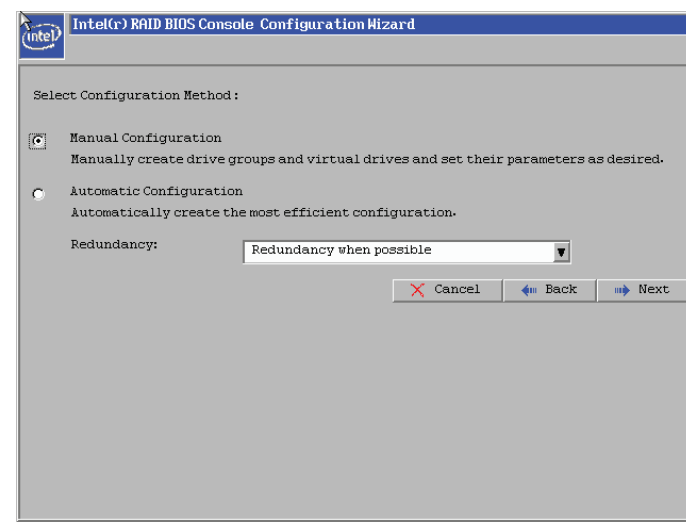 Intel(r) RAID BIOS Console Configuration Wizard
intel
Select Configuration Method:
Manual Configuration
Manually create drive groups and virtual drives and set their parameters as desired.
Automatic Configuration
Automatically create the most efficient configuration.
Redundancy: Redundancy when possible
Cancel Back Next